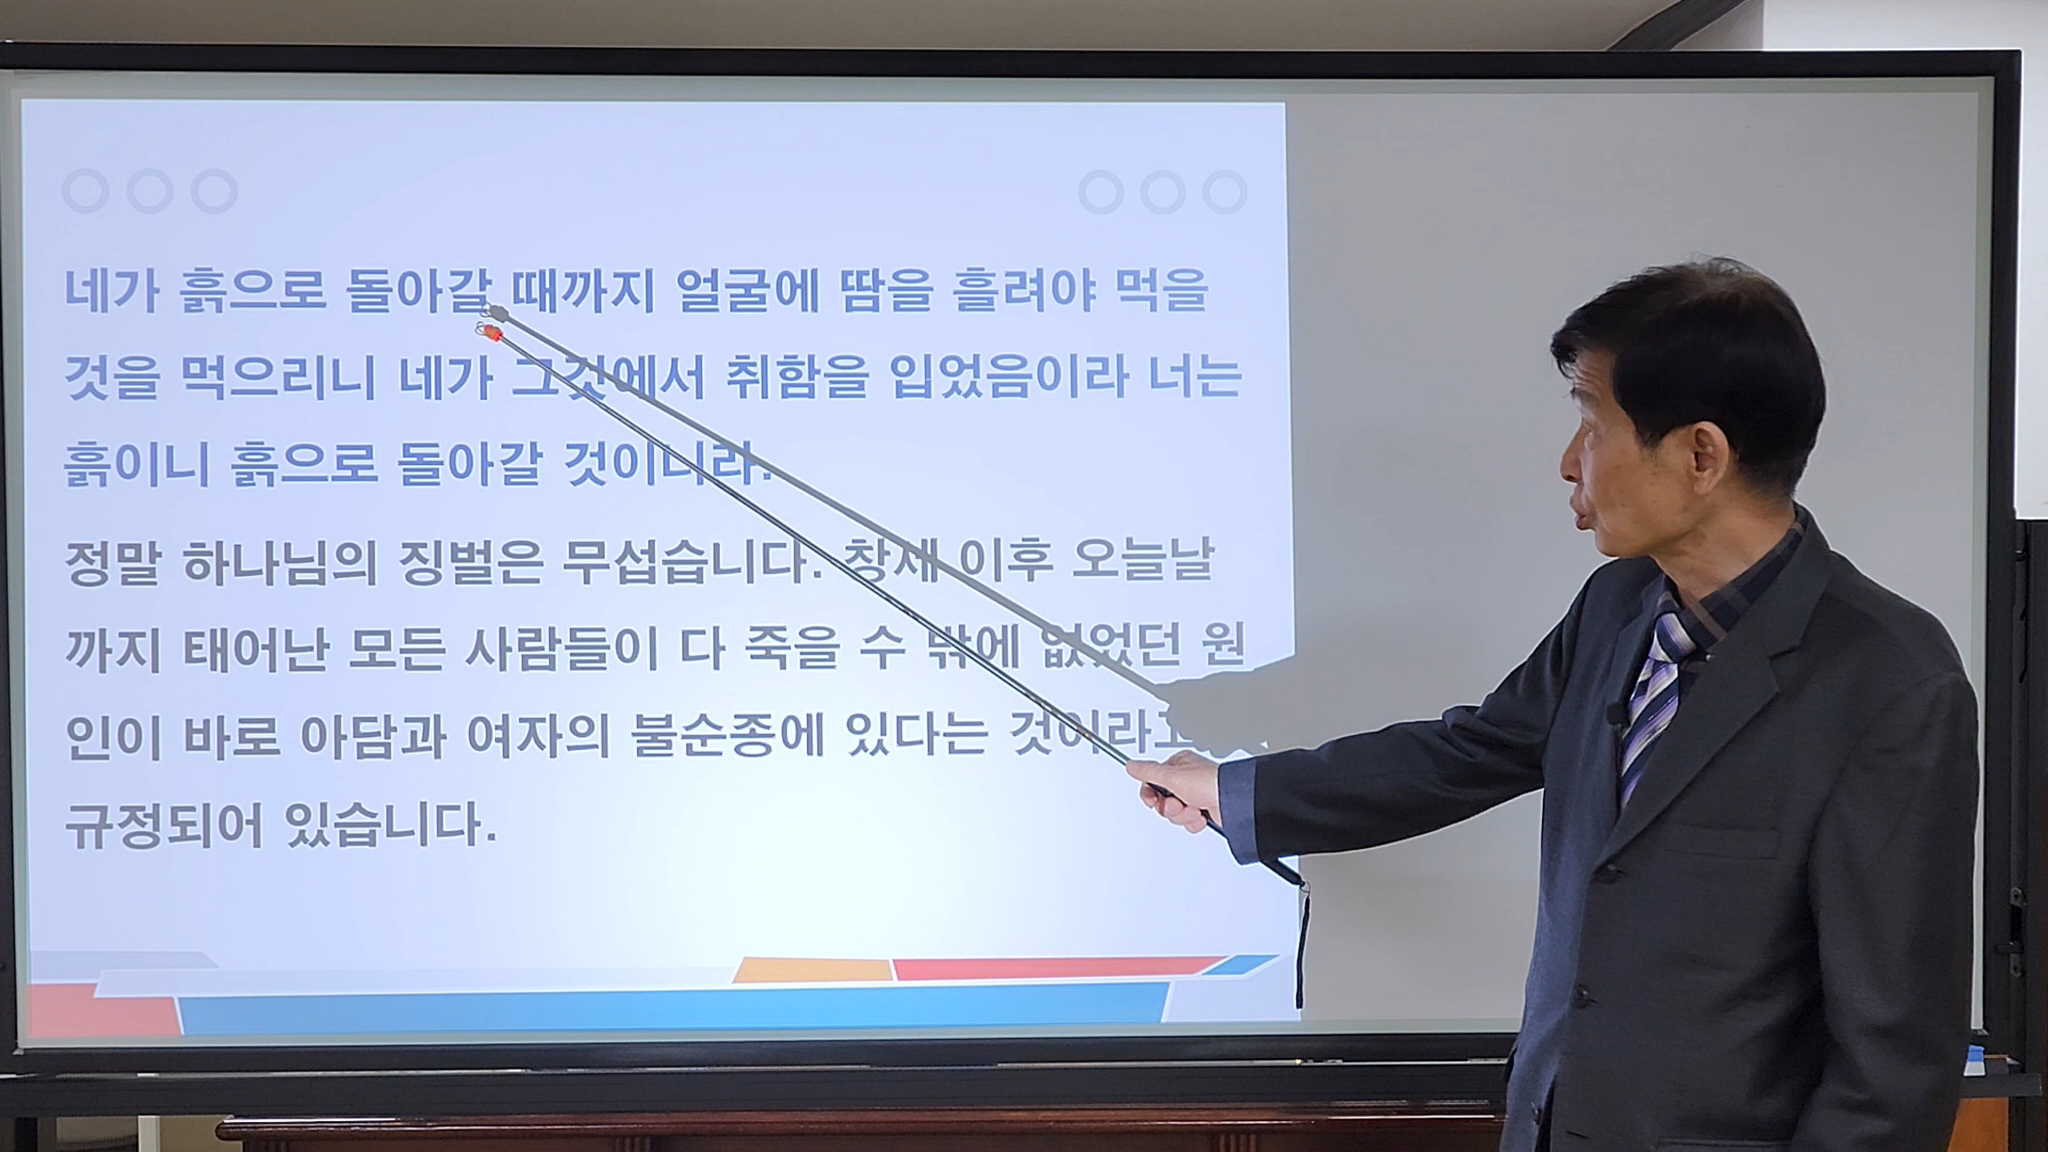 네가 흙으로 돌아갈 때까지 얼굴에 땀을 흘려야 먹을
것을 먹으리니 네가 그것에서 취함을 입었음이라 너는
흙이니 흙으로 돌아갈 것이니라.
정말 하나님의 징벌은 무섭습니다. 창세 이후 오늘날
까지 태어난 모든 사람들이 다 죽을 수 밖에 없었던 원
인이 바로 아담과 여자의 불순종에 있다는 것이라고
규정되어 있습니다.